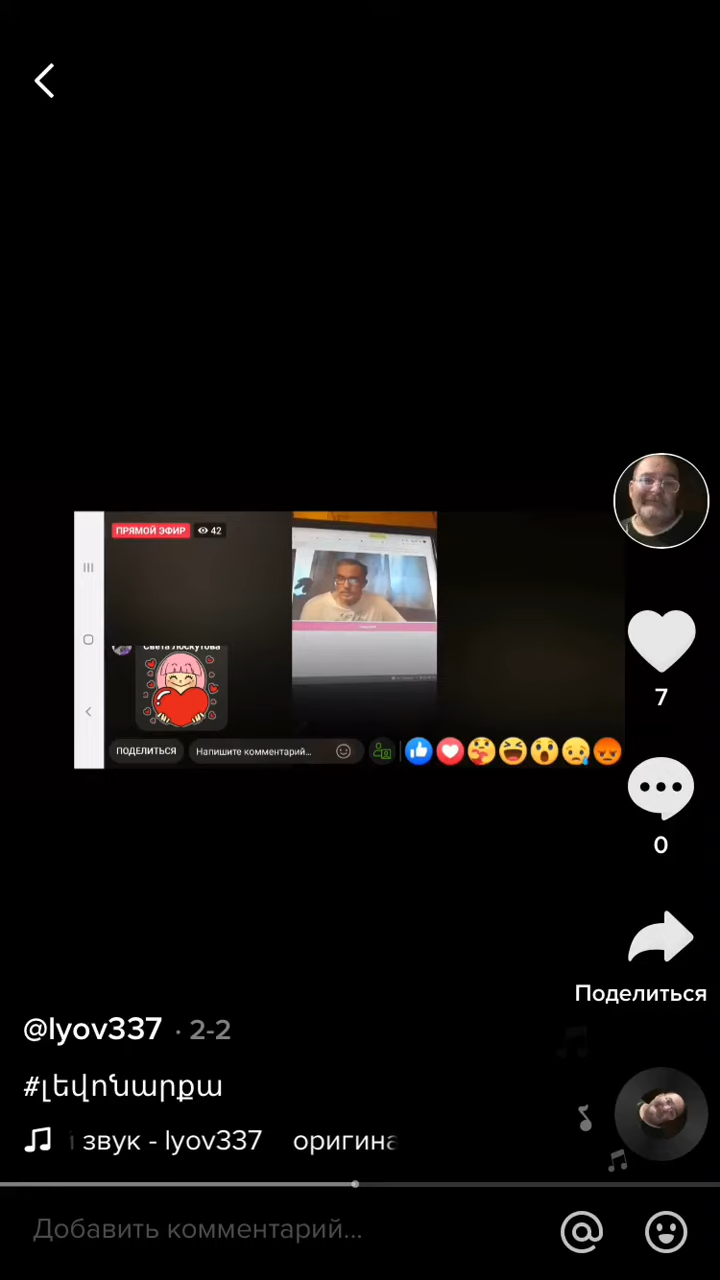 ПРЯМОЙ ЭФИР 42
Света Лоскутова
ПОДЕЛИТЬСЯ Напишите комментарий...
7
0
Поделиться
@lyov337 · 2-2
#լեվոնարքա
звук - lyov337 оригина
Добавить комментарий...